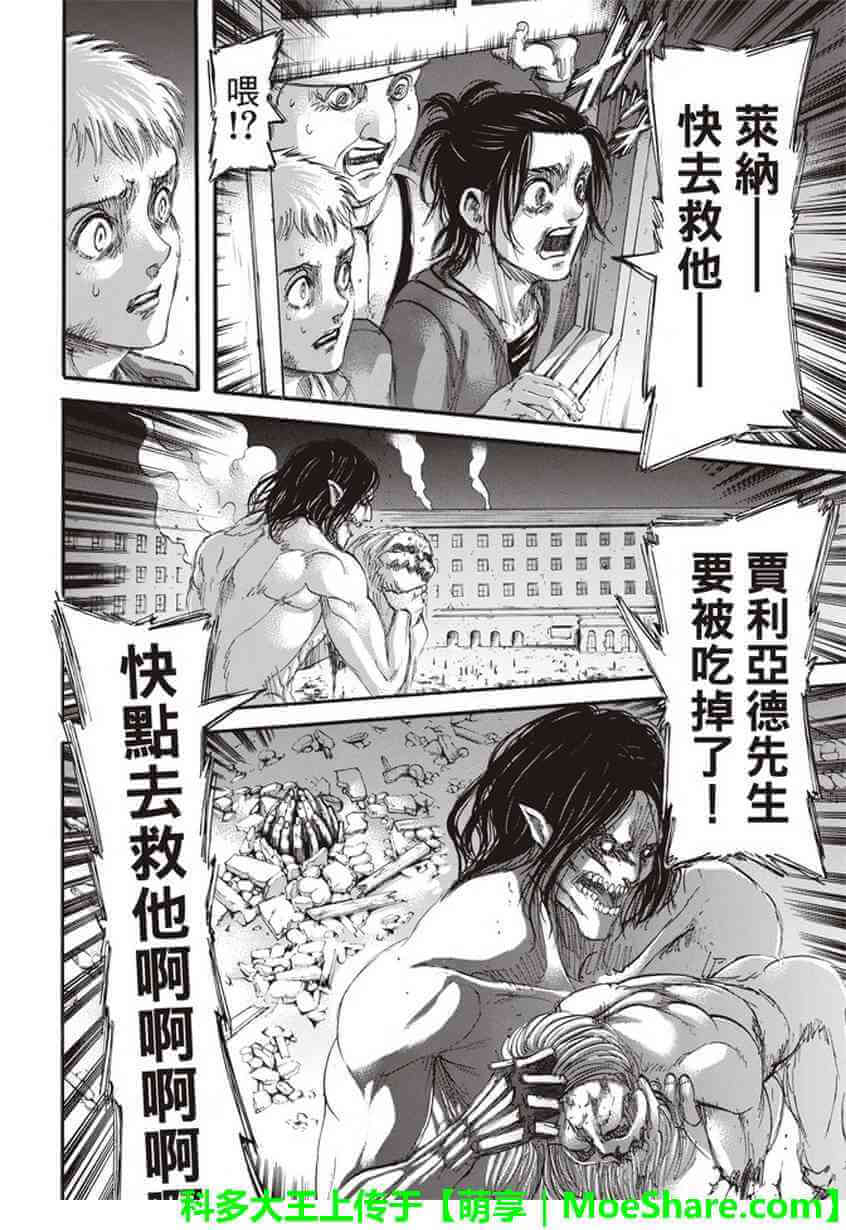 萊納——
快去救他——
喂!?
賈利亞德先生
要被吃掉了！
快點去救他啊啊啊啊
科多大王上传于【萌享|MoeShare.com】